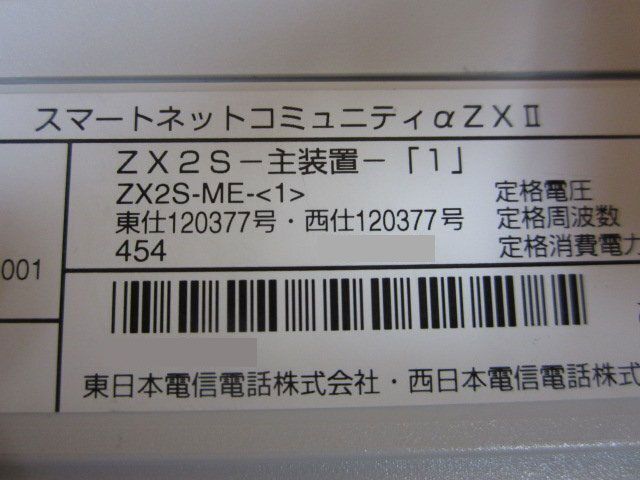 スマートネットコミュニティαZXⅡ
ZX2S-主装置-「1」
ZX2S-ME-<1>
定格電圧
東仕120377号・西仕120377号
定格周波数
454
定格消費電力
001
東日本電信電話株式会社・西日本電信電話株式